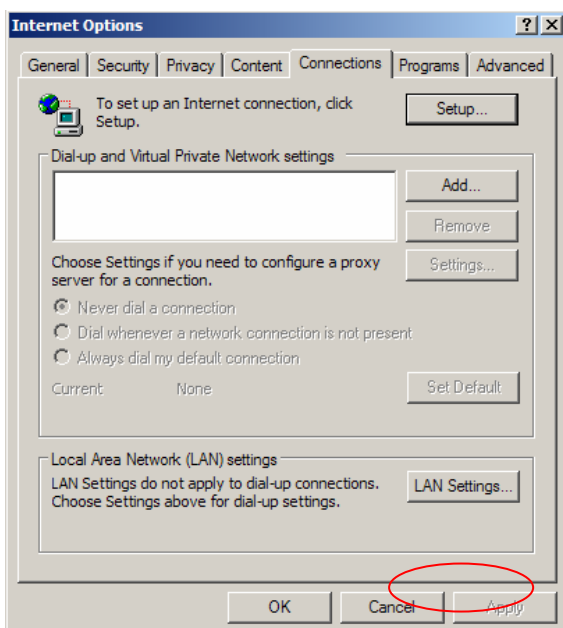 Internet Options ? X
General Security Privacy Content Connections Programs Advanced
To set up an Internet connection, click
Setup.
Setup...
Dial-up and Virtual Private Network settings
Add...
Remove
Choose Settings if you need to configure a proxy
server for a connection.
Settings...
Never dial a connection
Dial whenever a network connection is not present
Always dial my default connection
Current None
Set Default
Local Area Network (LAN) settings
LAN Settings do not apply to dial-up connections.
Choose Settings above for dial-up settings.
LAN Settings...
OK Cancel Apply